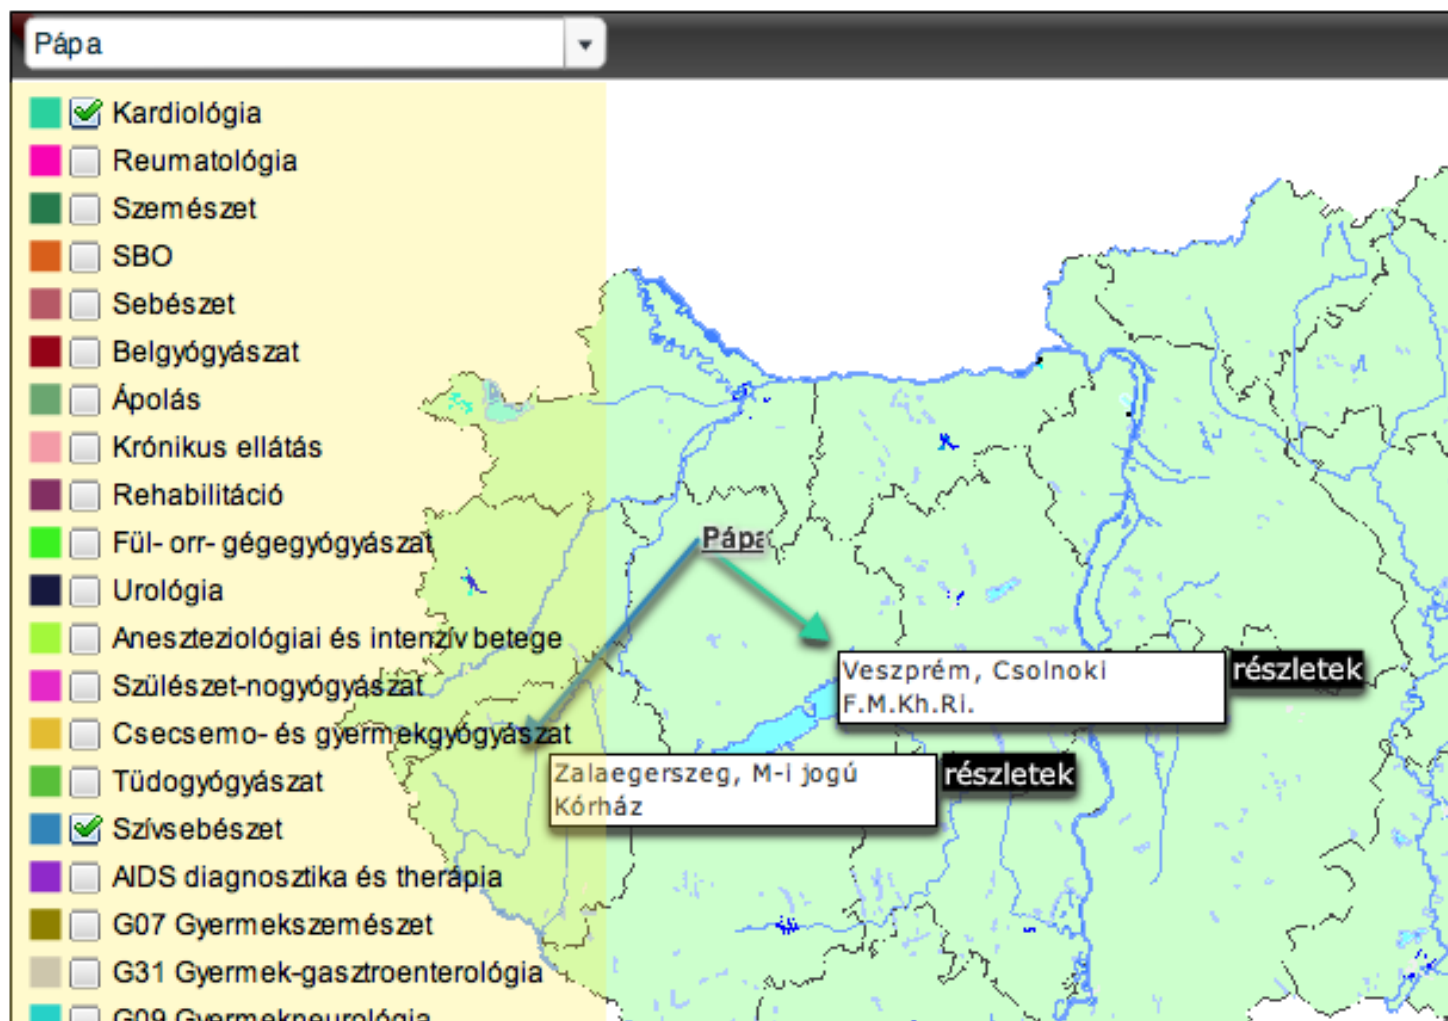 Pápa
Kardiológia
Reumatológia
Szemészet
SBO
Sebészet
Belgyógyászat
Ápolás
Krónikus ellátás
Rehabilitáció
Fül- orr- gégegyógyászat
Urológia
Aneszteziológiai és intenzív betege
Szülészet-nogyógyászat
Csecsemo- és gyermekgyógyászat
Tüdogyógyászat
Szívsebészet
AIDS diagnosztika és therápia
G07 Gyermekszemészet
G31 Gyermek-gasztroenterológia
G09 Gyermekneurológia
Pápa
Veszprém, Csolnoki
F.M.Kh.Ri.
részletek
Zalaegerszeg, M-i jogú
Kórház
részletek